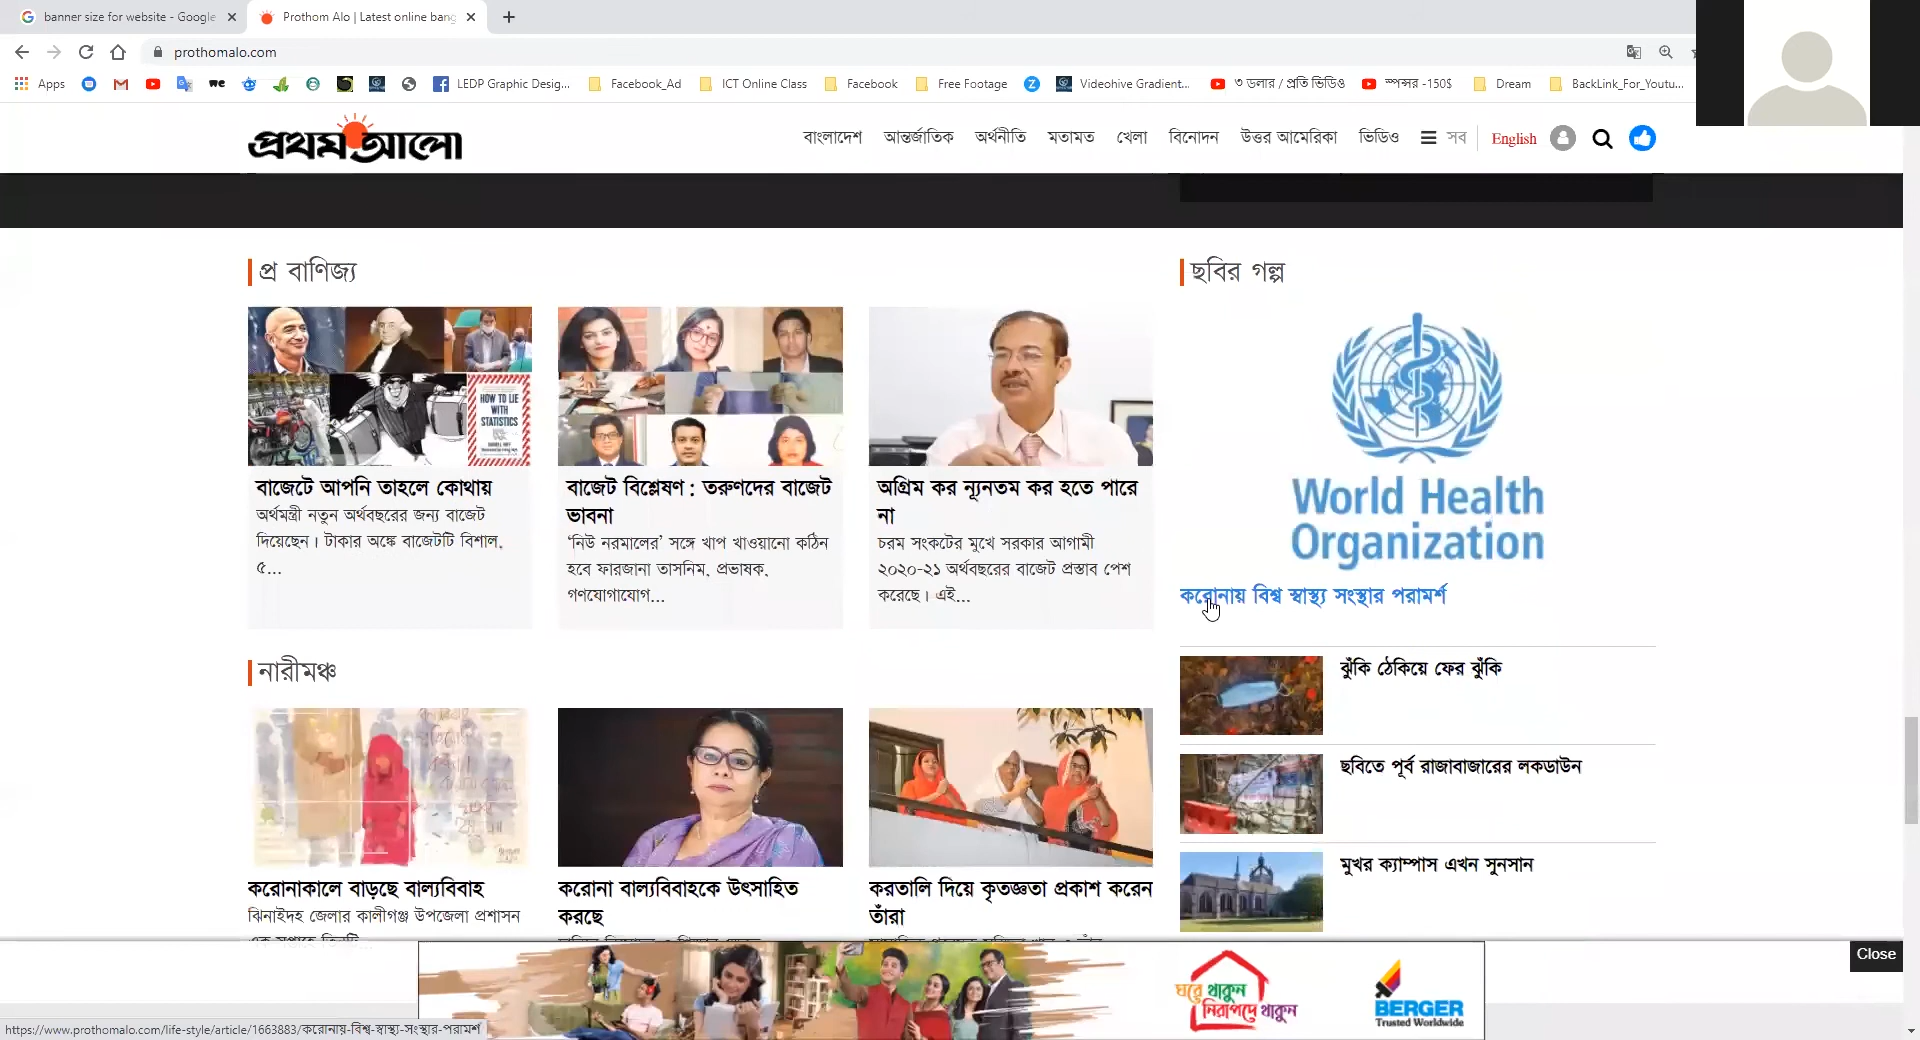 banner size for website - Google
Prothom Alo | Latest online bang
prothomalo.com
Apps
LEDP Graphic Desig...
Facebook_Ad
ICT Online Class
Facebook
Free Footage
Videohive Gradient...
৩ ডলার / প্রতি ভিডিও
স্পন্সর -150$
Dream
BackLink_For_Youtu...
প্রথম আলো
বাংলাদেশ আন্তর্জাতিক অর্থনীতি মতামত খেলা বিনোদন উত্তর আমেরিকা ভিডিও সব English
প্র বাণিজ্য
HOW TO LIE
WITH
STATISTICS
বাজেটে আপনি তাহলে কোথায়
অর্থমন্ত্রী নতুন অর্থবছরের জন্য বাজেট
দিয়েছেন। টাকার অঙ্কে বাজেটটি বিশাল,
৫...
বাজেট বিশ্লেষণ : তরুণদের বাজেট
ভাবনা
‘নিউ নরমালের’ সঙ্গে খাপ খাওয়ানো কঠিন
হবে ফারজানা তাসনিম, প্রভাষক,
গণযোগাযোগ...
অগ্রিম কর ন্যূনতম কর হতে পারে
না
চরম সংকটের মুখে সরকার আগামী
২০২০-২১ অর্থবছরের বাজেট প্রস্তাব পেশ
করেছে। এই...
ছবির গল্প
World Health
Organization
করোনায় বিশ্ব স্বাস্থ্য সংস্থার পরামর্শ
ঝুঁকি ঠেকিয়ে ফের ঝুঁকি
ছবিতে পূর্ব রাজাবাজারের লকডাউন
মুখর ক্যাম্পাস এখন সুনসান
নারীমঞ্চ
করোনাকালে বাড়ছে বাল্যবিবাহ
ঝিনাইদহ জেলার কালীগঞ্জ উপজেলা প্রশাসন
করোনা বাল্যবিবাহকে উৎসাহিত
করছে
করতালি দিয়ে কৃতজ্ঞতা প্রকাশ করেন
তাঁরা
ঘরে থাকুন
নিরাপদে থাকুন
BERGER
Trusted Worldwide
Close
https://www.prothomalo.com/life-style/article/1663883/করোনায়-বিশ্ব-স্বাস্থ্য-সংস্থার-পরামর্শ